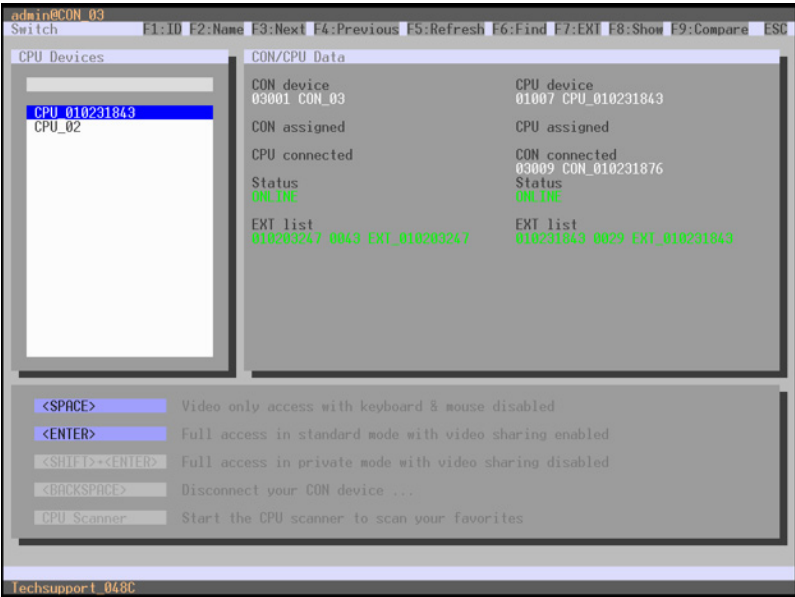 admin@CON_03
Switch F1:ID F2:Name F3:Next F4:Previous F5:Refresh F6:Find F7:EXT F8:Show F9:Compare ESC
CPU Devices
CPU_010231843
CPU_02
CON/CPU Data
CON device CPU device
03001 CON_03 01007 CPU_010231843
CON assigned CPU assigned
CPU connected CON connected
03009 CON_010231876
Status Status
ONLINE ONLINE
EXT list EXT list
010203247 0043 EXT_010203247 010231843 0029 EXT_010231843
<SPACE> Video only access with keyboard & mouse disabled
<ENTER> Full access in standard mode with video sharing enabled
<SHIFT>+<ENTER> Full access in private mode with video sharing disabled
<BACKSPACE> Disconnect your CON device ...
CPU Scanner Start the CPU scanner to scan your favorites
Techsupport_048C